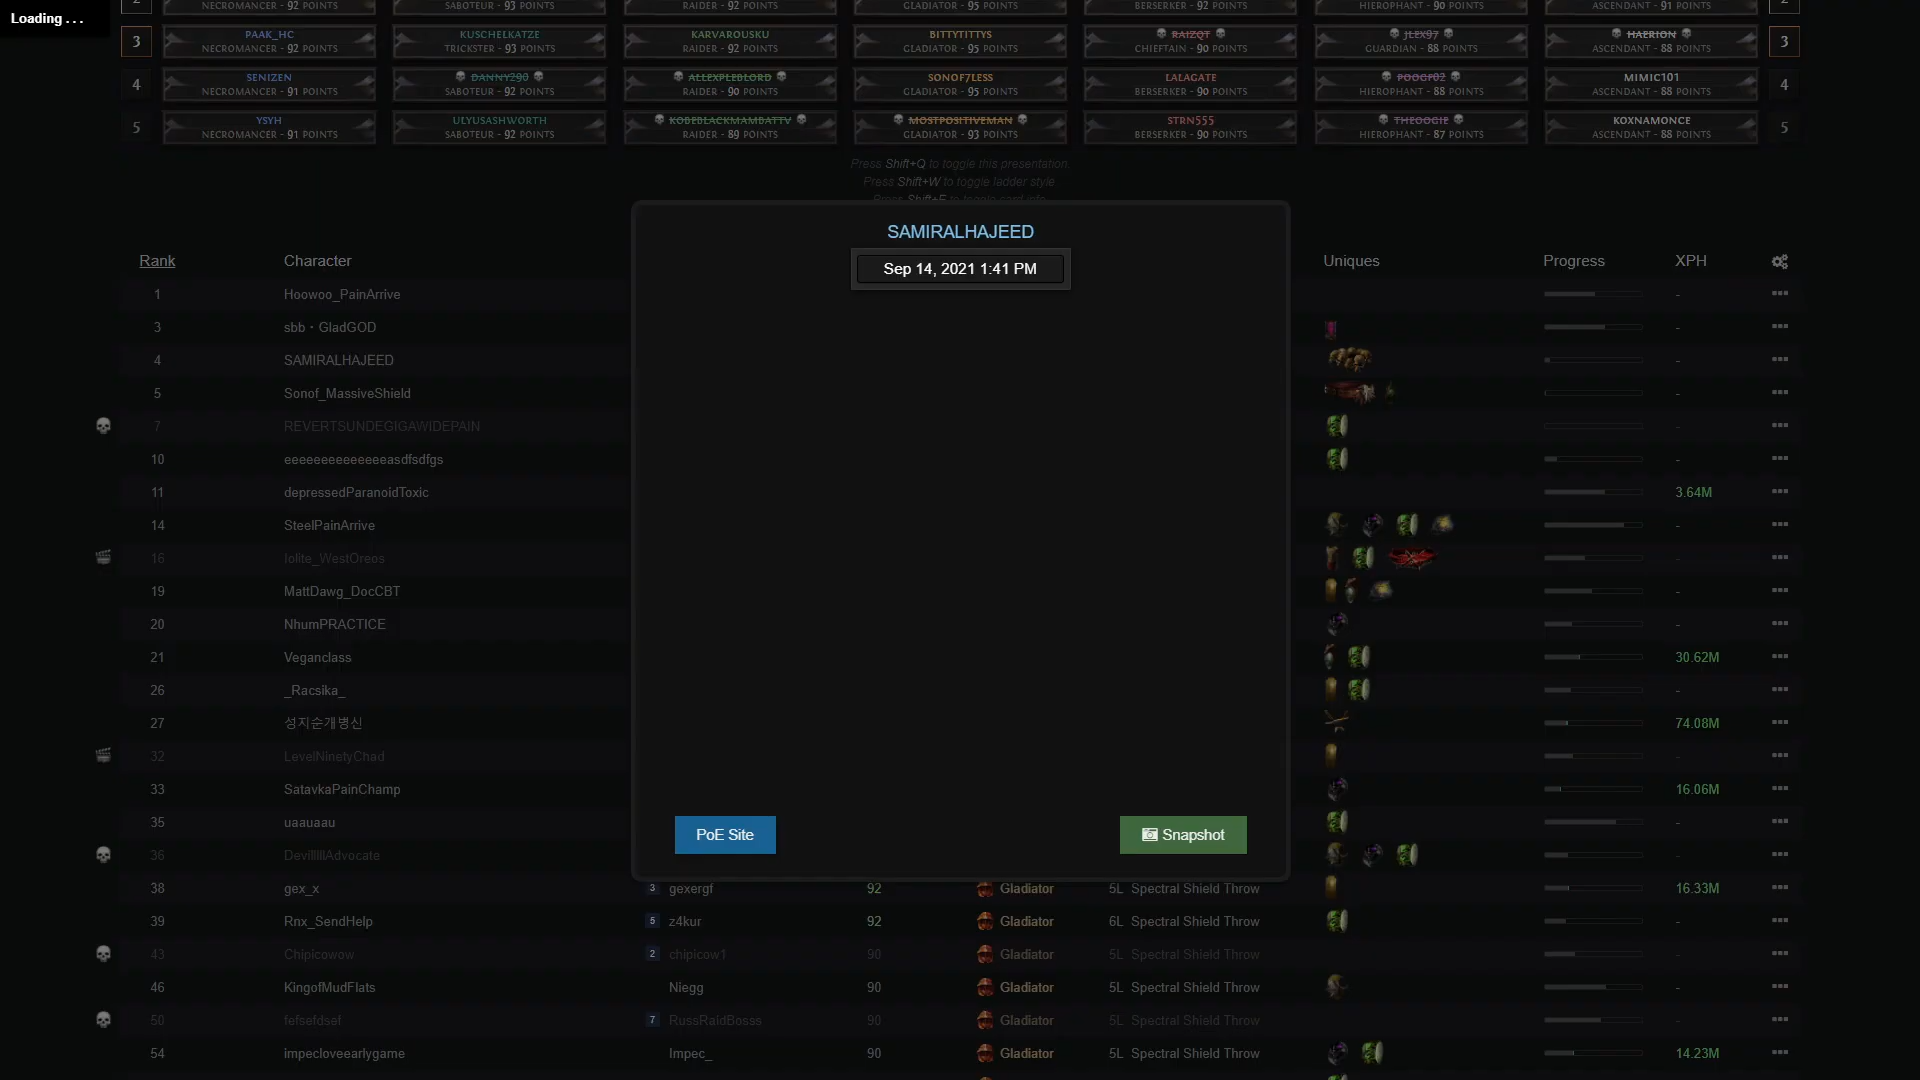 Loading ...
2 NECROMANCER - 92 POINTS SABOTEUR - 93 POINTS RAIDER - 92 POINTS GLADIATOR - 95 POINTS BERSERKER - 92 POINTS HIEROPHANT - 90 POINTS ASCENDANT - 91 POINTS 2
3 PAAK_HC KUSCHELKATZE KARVAROUSKU BITTYTITTYS RAIZQT JLEX97 HAERION 3
NECROMANCER - 92 POINTS TRICKSTER - 93 POINTS RAIDER - 92 POINTS GLADIATOR - 95 POINTS CHIEFTAIN - 90 POINTS GUARDIAN - 88 POINTS ASCENDANT - 88 POINTS
4 SENIZEN DANNY290 ALLEXPLEBLORD SONOF7LESS LALAGATE POOGF02 MIMIC101 4
NECROMANCER - 91 POINTS SABOTEUR - 92 POINTS RAIDER - 90 POINTS GLADIATOR - 95 POINTS BERSERKER - 90 POINTS HIEROPHANT - 88 POINTS ASCENDANT - 88 POINTS
5 YSYH ULYUSASHWORTH KOBEBLACKMAMBATTV MOSTPOSITIVEMAN STRN555 THEOOGIE KOXNAMONCE 5
NECROMANCER - 91 POINTS SABOTEUR - 92 POINTS RAIDER - 89 POINTS GLADIATOR - 93 POINTS BERSERKER - 90 POINTS HIEROPHANT - 87 POINTS ASCENDANT - 88 POINTS
Press Shift+Q to toggle this presentation.
Press Shift+W to toggle ladder style
Press Shift+E to toggle card info
SAMIRALHAJEED
Sep 14, 2021 1:41 PM
PoE Site
Snapshot
Rank Character Uniques Progress XPH
1 Hoowoo_PainArrive -
3 sbb・GladGOD -
4 SAMIRALHAJEED -
5 Sonof_MassiveShield -
7 REVERTSUNDEGIGAWIDEPAIN
10 eeeeeeeeeeeeeeasdfsdfgs -
11 depressedParanoidToxic 3.64M
14 SteelPainArrive -
16 Iolite_WestOreos -
19 MattDawg_DocCBT -
20 NhumPRACTICE -
21 Veganclass 30.62M
26 _Racsika_ -
27 성지순개병신 74.08M
32 LevelNinetyChad -
33 SatavkaPainChamp 16.06M
35 uaauaau -
36 DevillllIAdvocate -
38 gex_x 3 gexergf 92 Gladiator 5L Spectral Shield Throw 16.33M
39 Rnx_SendHelp 5 z4kur 92 Gladiator 6L Spectral Shield Throw -
43 Chipicowow 2 chipicow1 90 Gladiator 5L Spectral Shield Throw -
46 KingofMudFlats Niegg 90 Gladiator 5L Spectral Shield Throw -
50 fefsefdsef 7 RussRaidBosss 90 Gladiator 5L Spectral Shield Throw -
54 impecloveearlygame Impec_ 90 Gladiator 5L Spectral Shield Throw 14.23M